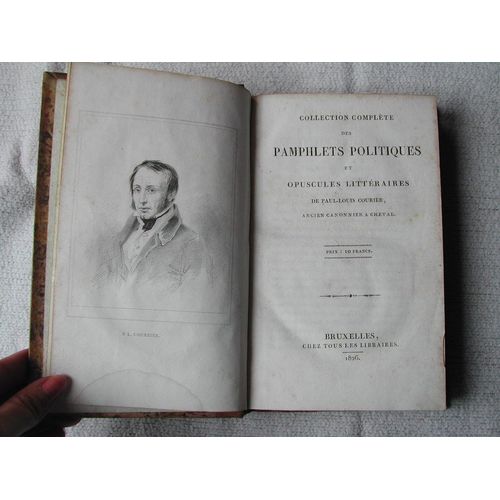 P. L. COURIER.
COLLECTION COMPLÈTE
DES
PAMPHLETS POLITIQUES
ET
OPUSCULES LITTÉRAIRES
DE PAUL-LOUIS COURIER,
ANCIEN CANONNIER A CHEVAL.
PRIX : 10 FRANCS.
BRUXELLES,
CHEZ TOUS LES LIBRAIRES.
1826.